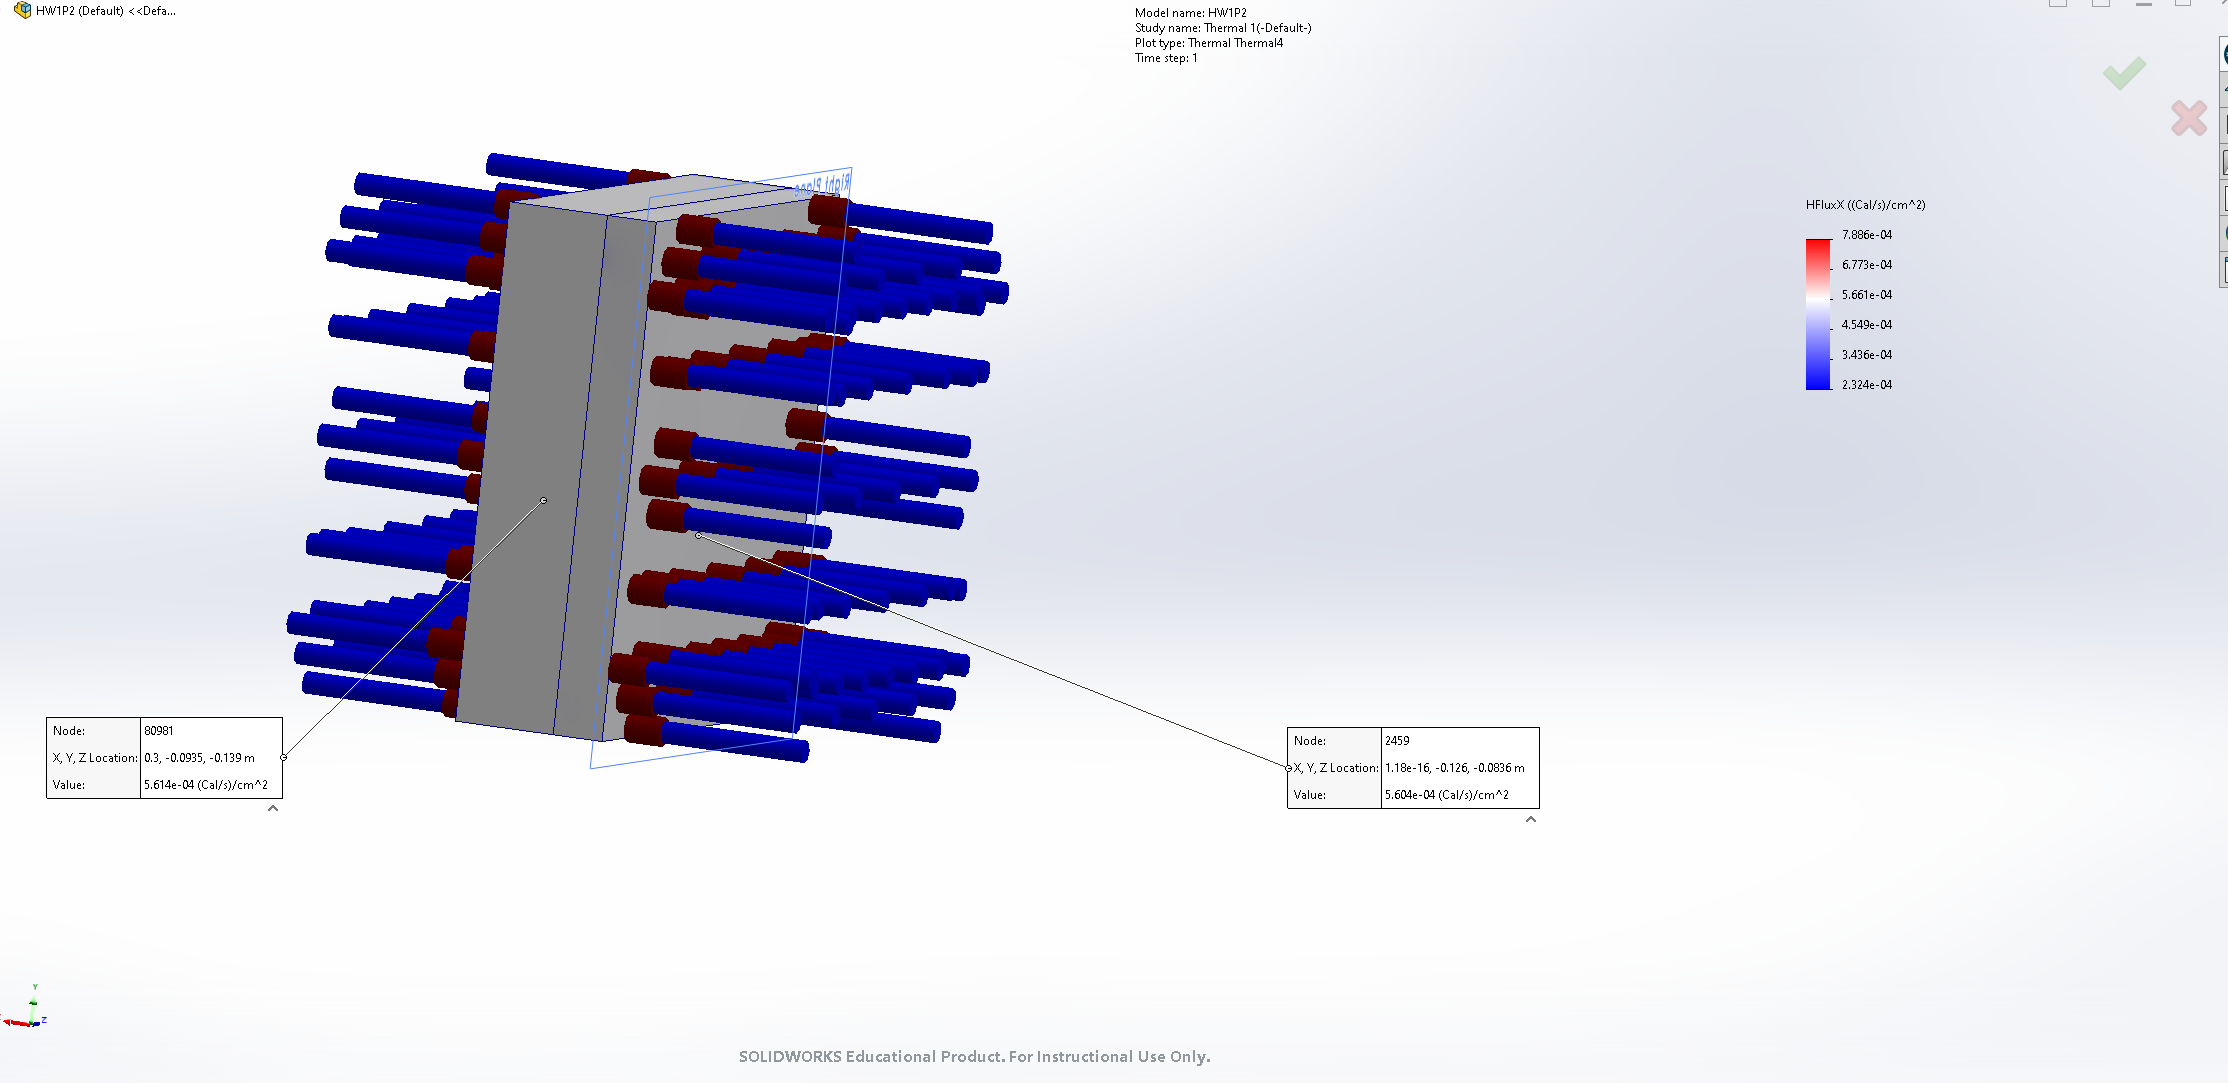 HW1P2 (Default) <<Defa...
Model name: HW1P2
Study name: Thermal 1(-Default-)
Plot type: Thermal Thermal4
Time step: 1
Right Plane
HFluxX ((Cal/s)/cm^2)
7.886e-04
6.773e-04
5.661e-04
4.549e-04
3.436e-04
2.324e-04
Node: 80981
X, Y, Z Location: 0.3, -0.0935, -0.139 m
Value: 5.614e-04 (Cal/s)/cm^2
Node: 2459
X, Y, Z Location: 1.18e-16, -0.126, -0.0836 m
Value: 5.604e-04 (Cal/s)/cm^2
Y
Z
SOLIDWORKS Educational Product. For Instructional Use Only.